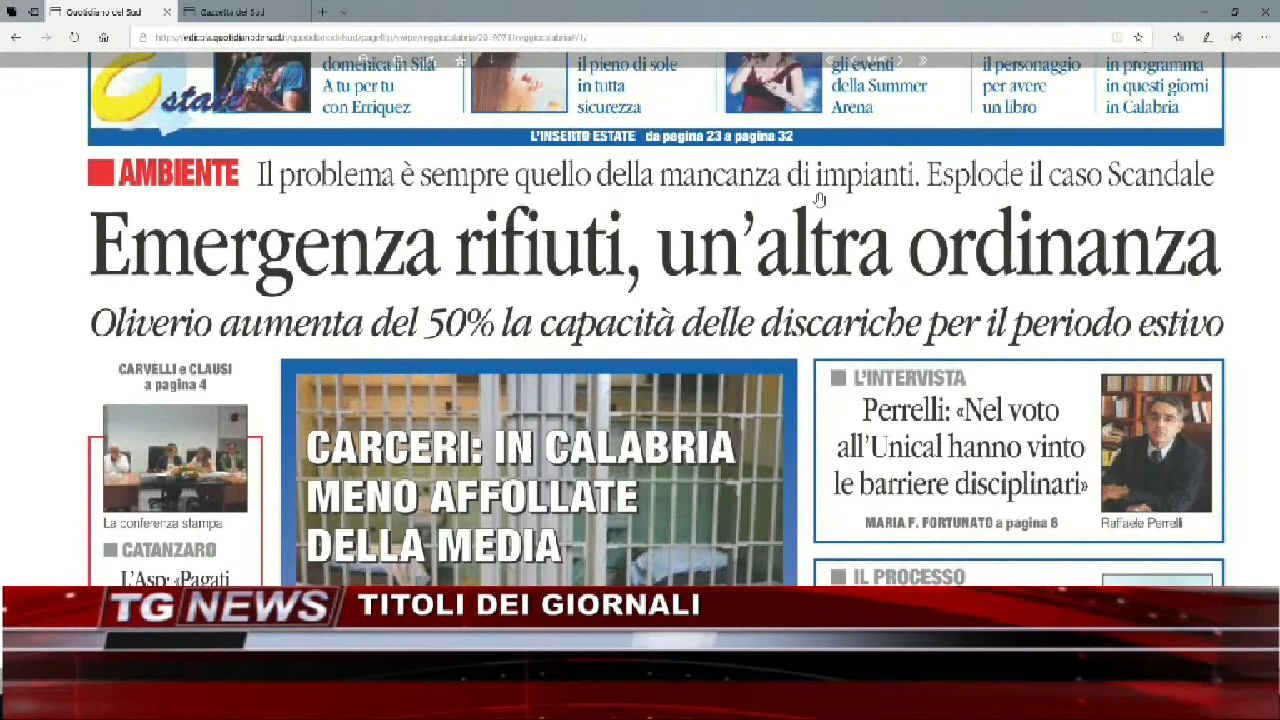 Quotidiano del Sud
Gazzetta del Sud
domenica in Sila
A tu per tu
con Erriquez
il pieno di sole
in tutta
sicurezza
gli eventi
della Summer
Arena
il personaggio
per avere
un libro
in programma
in questi giorni
in Calabria
Estate
L'INSERTO ESTATE da pagina 23 a pagina 32
AMBIENTE Il problema è sempre quello della mancanza di impianti. Esplode il caso Scandale
Emergenza rifiuti, un'altra ordinanza
Oliverio aumenta del 50% la capacità delle discariche per il periodo estivo
CARVELLI e CLAUSI
a pagina 4
La conferenza stampa
CATANZARO
L'Asp: «Pagati
CARCERI: IN CALABRIA
MENO AFFOLLATE
DELLA MEDIA
L'INTERVISTA
Perrelli: «Nel voto
all'Unical hanno vinto
le barriere disciplinari»
MARIA F. FORTUNATO a pagina 6
Raffaele Perrelli
IL PROCESSO
TG NEWS TITOLI DEI GIORNALI